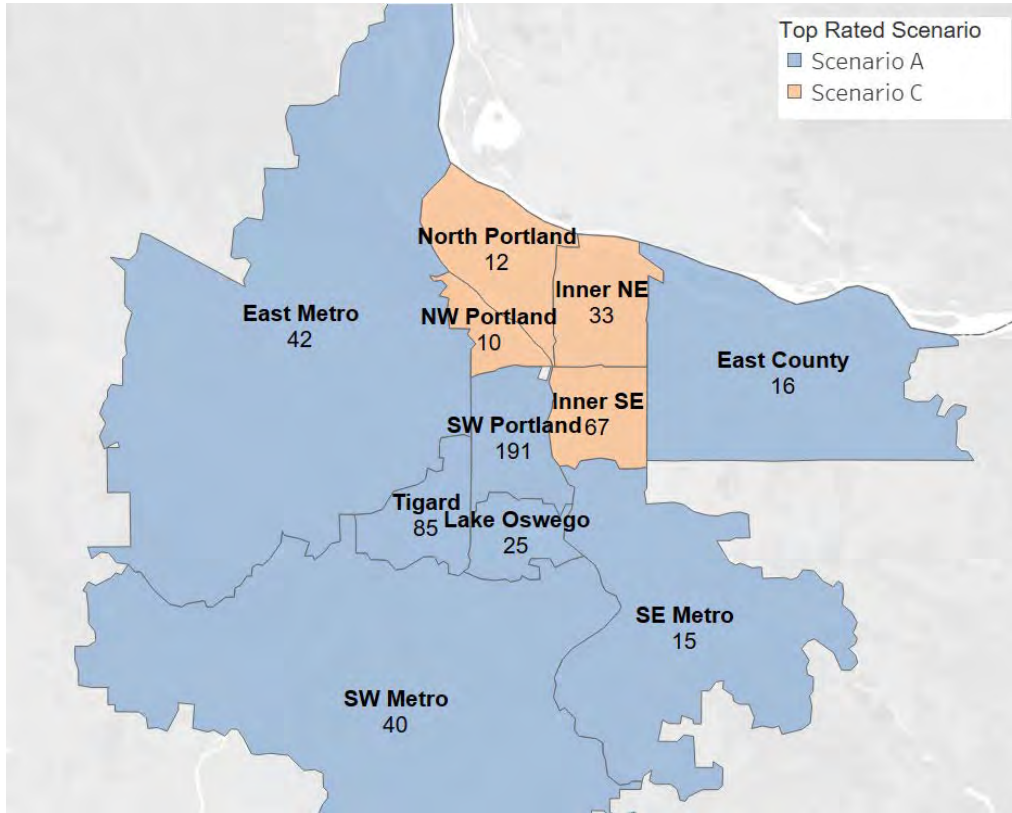 Top Rated Scenario
Scenario A
Scenario C
North Portland
12
Inner NE
33
East Metro
42
NW Portland
10
East County
16
Inner SE
67
SW Portland
191
Tigard
85
Lake Oswego
25
SE Metro
15
SW Metro
40